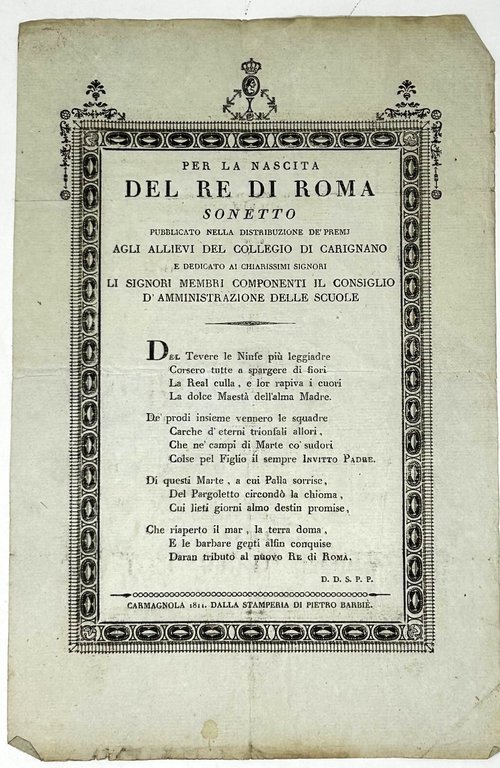 PER LA NASCITA
DEL RE DI ROMA
SONETTO
PUBBLICATO NELLA DISTRIBUZIONE DE' PREMJ
AGLI ALLIEVI DEL COLLEGIO DI CARIGNANO
E DEDICATO AI CHIARISSIMI SIGNORI
LI SIGNORI MEMBRI COMPONENTI IL CONSIGLIO
D' AMMINISTRAZIONE DELLE SCUOLE
DEL Tevere le Ninfe più leggiadre
Corsero tutte a spargere di fiori
La Real culla, e lor rapiva i cuori
La dolce Maestà dell'alma Madre.
De' prodi insieme vennero le squadre
Carche d' eterni trionfali allori,
Che ne' campi di Marte co' sudori
Colse pel Figlio il sempre INVITTO PADRE.
Di questi Marte, a cui Palla sorrise,
Del Pargoletto circondò la chioma,
Cui lieti giorni almo destin promise,
Che riaperto il mar, la terra doma,
E le barbare genti alfin conquise
Daran tributo al nuovo RE DI ROMA.
D. D. S. P. P.
CARMAGNOLA 1811. DALLA STAMPERIA DI PIETRO BARBIÉ.